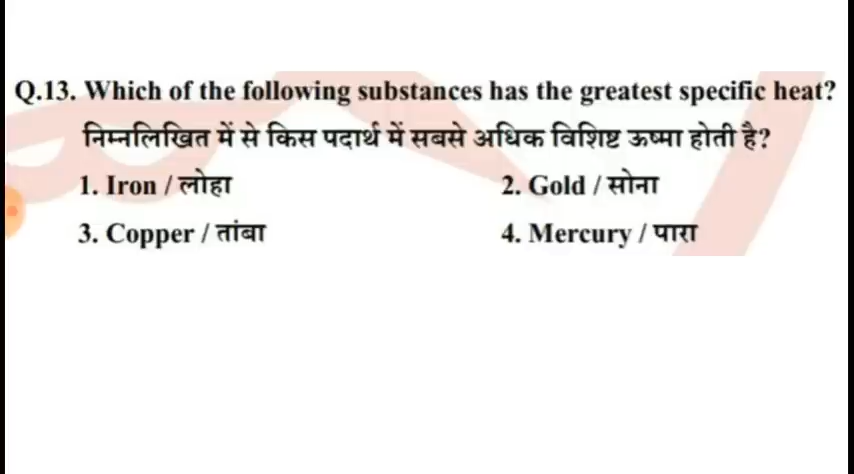 Q.13. Which of the following substances has the greatest specific heat?
निम्नलिखित में से किस पदार्थ में सबसे अधिक विशिष्ट ऊष्मा होती है?
1. Iron / लोहा 2. Gold / सोना
3. Copper / तांबा 4. Mercury / पारा